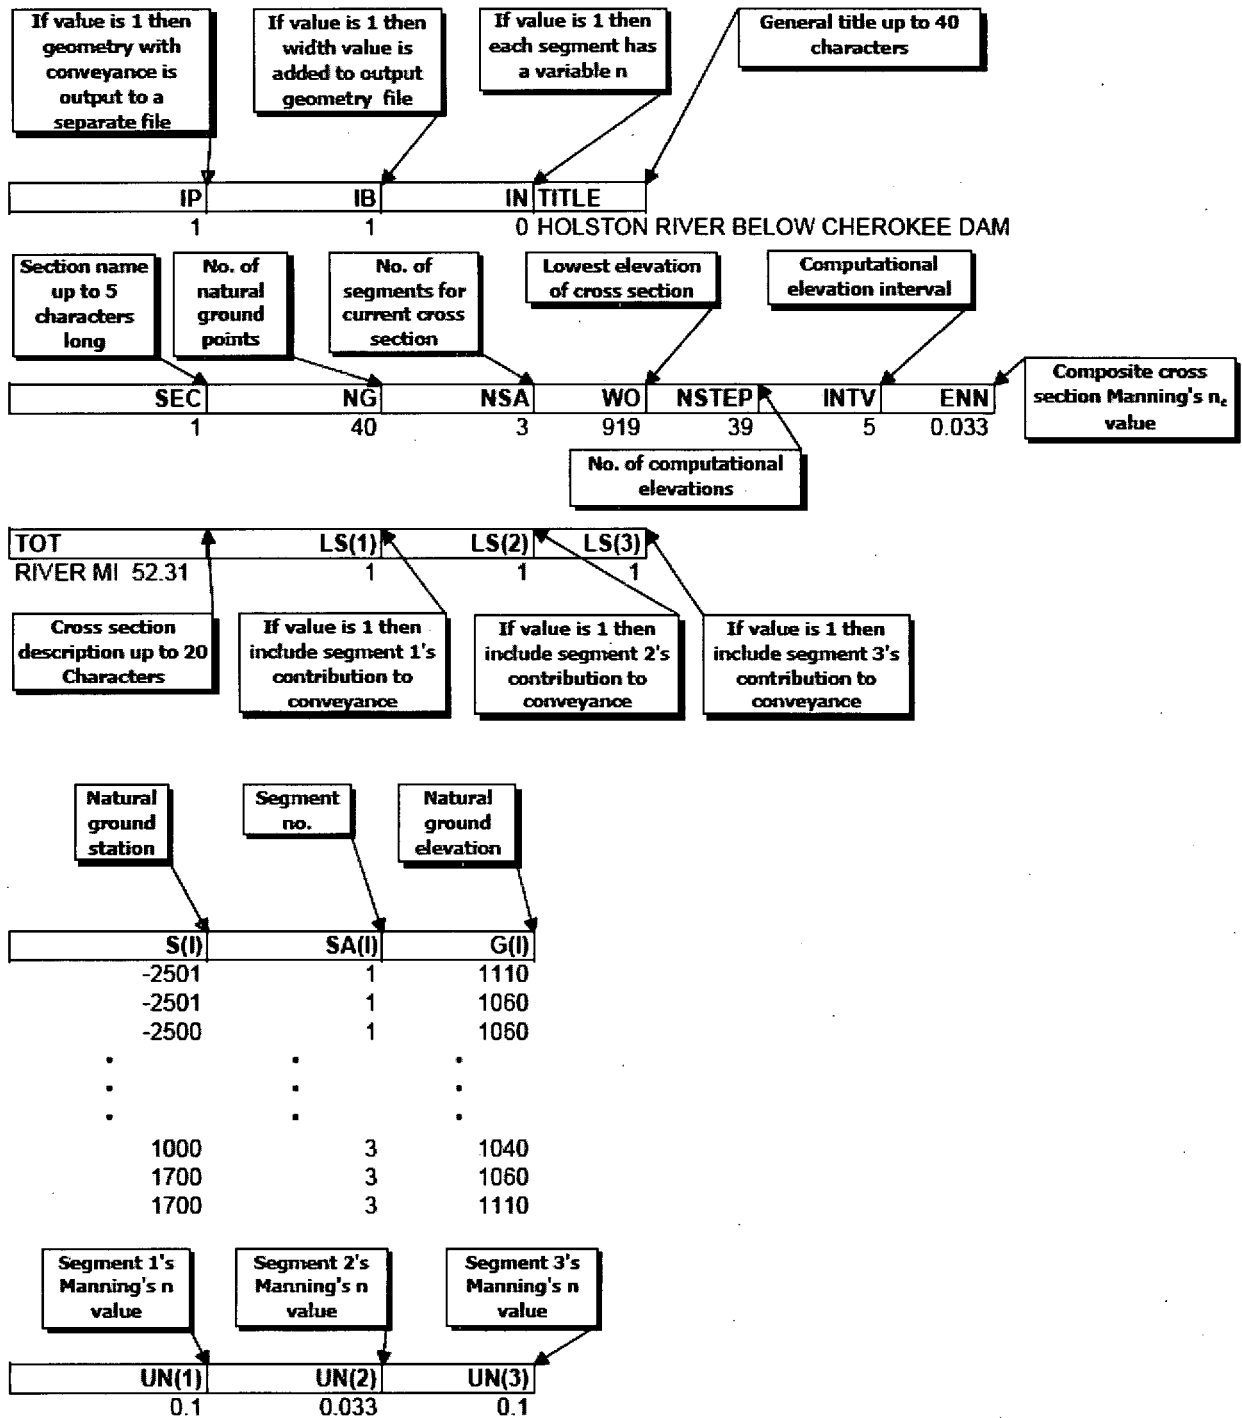 If value is 1 then
geometry with
conveyance is
output to a
separate file
If value is 1 then
width value is
added to output
geometry file
If value is 1 then
each segment has
a variable n
General title up to 40
characters
IP IB IN TITLE
1 1 0 HOLSTON RIVER BELOW CHEROKEE DAM
Section name
up to 5
characters
long
No. of
natural
ground
points
No. of
segments for
current cross
section
Lowest elevation
of cross section
Computational
elevation interval
Composite cross
section Manning's nc
value
SEC NG NSA WO NSTEP INTV ENN
1 40 3 919 39 5 0.033
No. of computational
elevations
TOT LS(1) LS(2) LS(3)
RIVER MI 52.31 1 1 1
Cross section
description up to 20
Characters
If value is 1 then
include segment 1's
contribution to
conveyance
If value is 1 then
include segment 2's
contribution to
conveyance
If value is 1 then
include segment 3's
contribution to
conveyance
Natural
ground
station
Segment
no.
Natural
ground
elevation
S(I) SA(I) G(I)
-2501 1 1110
-2501 1 1060
-2500 1 1060
. . .
. . .
. . .
1000 3 1040
1700 3 1060
1700 3 1110
Segment 1's
Manning's n
value
Segment 2's
Manning's n
value
Segment 3's
Manning's n
value
UN(1) UN(2) UN(3)
0.1 0.033 0.1